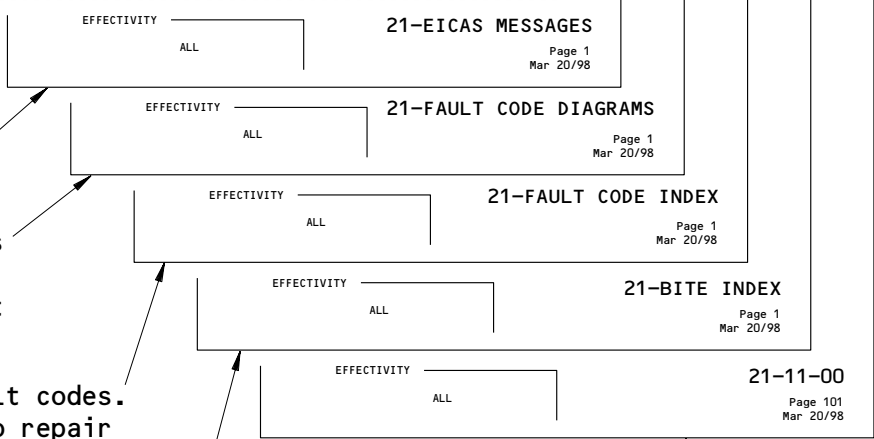 EFFECTIVITY
21-EICAS MESSAGES
ALL
Page 1
Mar 20/98
EFFECTIVITY
21-FAULT CODE DIAGRAMS
ALL
Page 1
Mar 20/98
EFFECTIVITY
21-FAULT CODE INDEX
ALL
Page 1
Mar 20/98
EFFECTIVITY
21-BITE INDEX
ALL
Page 1
Mar 20/98
EFFECTIVITY
21-11-00
ALL
Page 101
Mar 20/98
codes.
repair